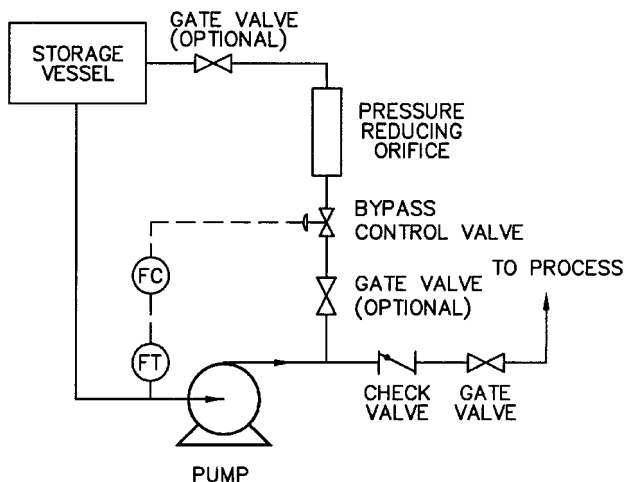 GATE VALVE
(OPTIONAL)
STORAGE
VESSEL
PRESSURE
REDUCING
ORIFICE
BYPASS
CONTROL VALVE
FC
TO PROCESS
GATE VALVE
(OPTIONAL)
FT
CHECK
VALVE
GATE
VALVE
PUMP